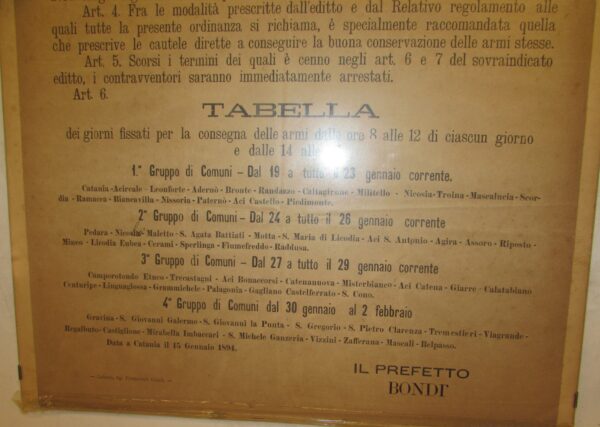 Art. 4. Fra le modalità prescritte dall'editto e dal Relativo regolamento alle
quali tutte la presente ordinanza si richiama, è specialmente raccomandata quella
che prescrive le cautele dirette a conseguire la buona conservazione delle armi stesse.
Art. 5. Scorsi i termini dei quali è cenno negli art. 6 e 7 del sovraindicato
editto, i contravventori saranno immediatamente arrestati.
Art. 6.
TABELLA
dei giorni fissati per la consegna delle armi dalle ore 8 alle 12 di ciascun giorno
e dalle 14 alle
1.° Gruppo di Comuni – Dal 19 a tutto il 23 gennaio corrente.
Catania - Acireale - Leonforte - Adernò - Bronte - Randazzo - Caltagirone - Militello - Nicosia - Troina - Mascalucia - Scor-
dia - Ramacca - Biancavilla - Nissoria - Paternò - Aci Castello - Piedimonte.
2° Gruppo di Comuni – Dal 24 a tutto il 26 gennaio corrente
Pedara - Nicolosi - Maletto - S. Agata Battiati - Motta - S. Maria di Licodia - Aci S. Antonio - Agira - Assoro - Riposto -
Mineo - Licodia Eubea - Cerami - Sperlinga - Fiumefreddo - Raddusa.
3° Gruppo di Comuni – Dal 27 a tutto il 29 gennaio corrente
Camporotondo Etneo - Trecastagni - Aci Bonaccorsi - Catenanuova - Misterbianco - Aci Catena - Giarre - Calatabiano
Centuripe - Linguaglossa - Grammichele - Palagonia - Gagliano Castelferrato - S. Cono.
4° Gruppo di Comuni dal 30 gennaio al 2 febbraio
Gravina - S. Giovanni Galermo - S. Giovanni la Punta - S. Gregorio - S. Pietro Clarenza - Tremestieri - Viagrande -
Regalbuto - Castiglione - Mirabella Imbaccari - S. Michele Ganzeria - Vizzini - Zafferana - Mascali - Belpasso.
Data a Catania il 15 Gennaio 1894.
IL PREFETTO
BONDI